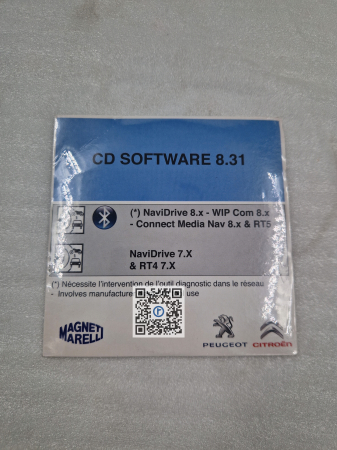 CD SOFTWARE 8.31
(*) NaviDrive 8.x - WIP Com 8.x
- Connect Media Nav 8.x & RT5
NaviDrive 7.X
& RT4 7.X
(*) Nécessite l'intervention de l'outil diagnostic dans le réseau
- Involves manufacture use
MAGNETI
MARELLI
PEUGEOT CITROËN